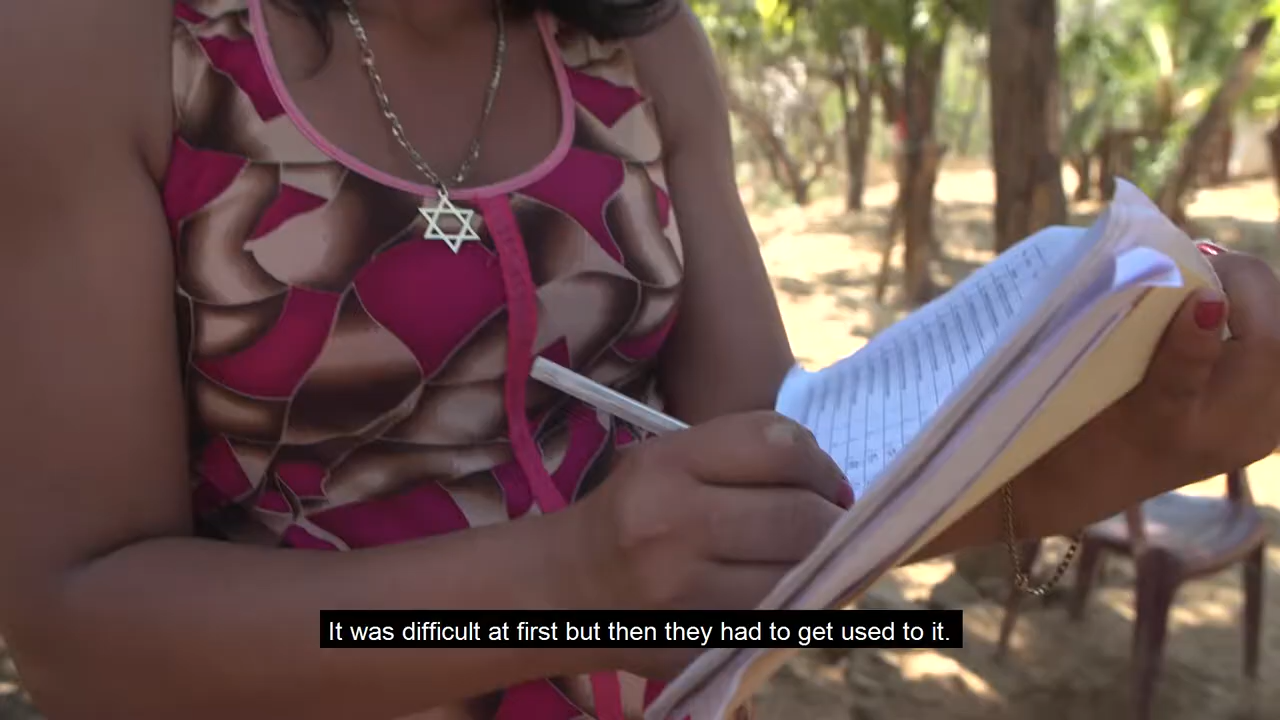 It was difficult at first but then they had to get used to it.